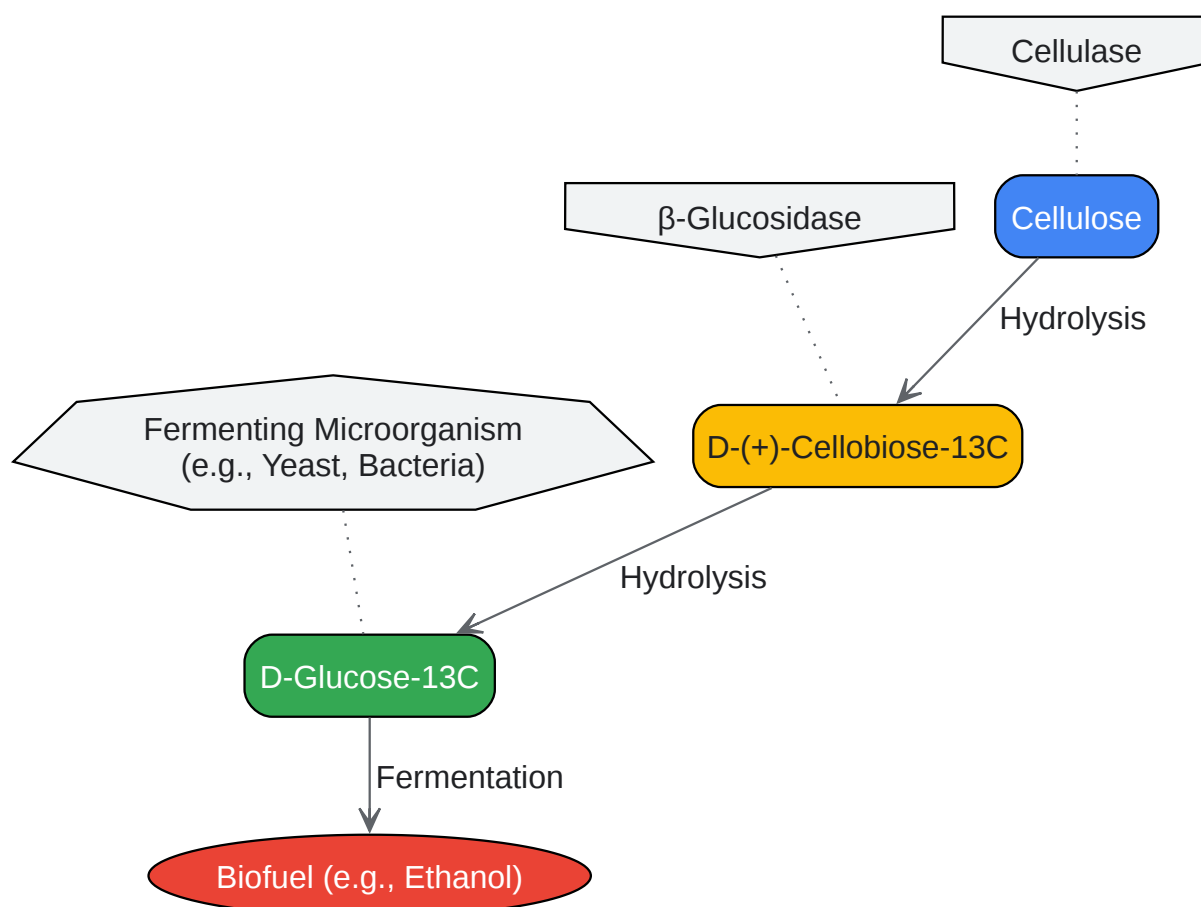 Cellulase
β-Glucosidase
Cellulose
Hydrolysis
Fermenting Microorganism
(e.g., Yeast, Bacteria)
D-(+)-Cellobiose-13C
Hydrolysis
D-Glucose-13C
Fermentation
Biofuel (e.g., Ethanol)